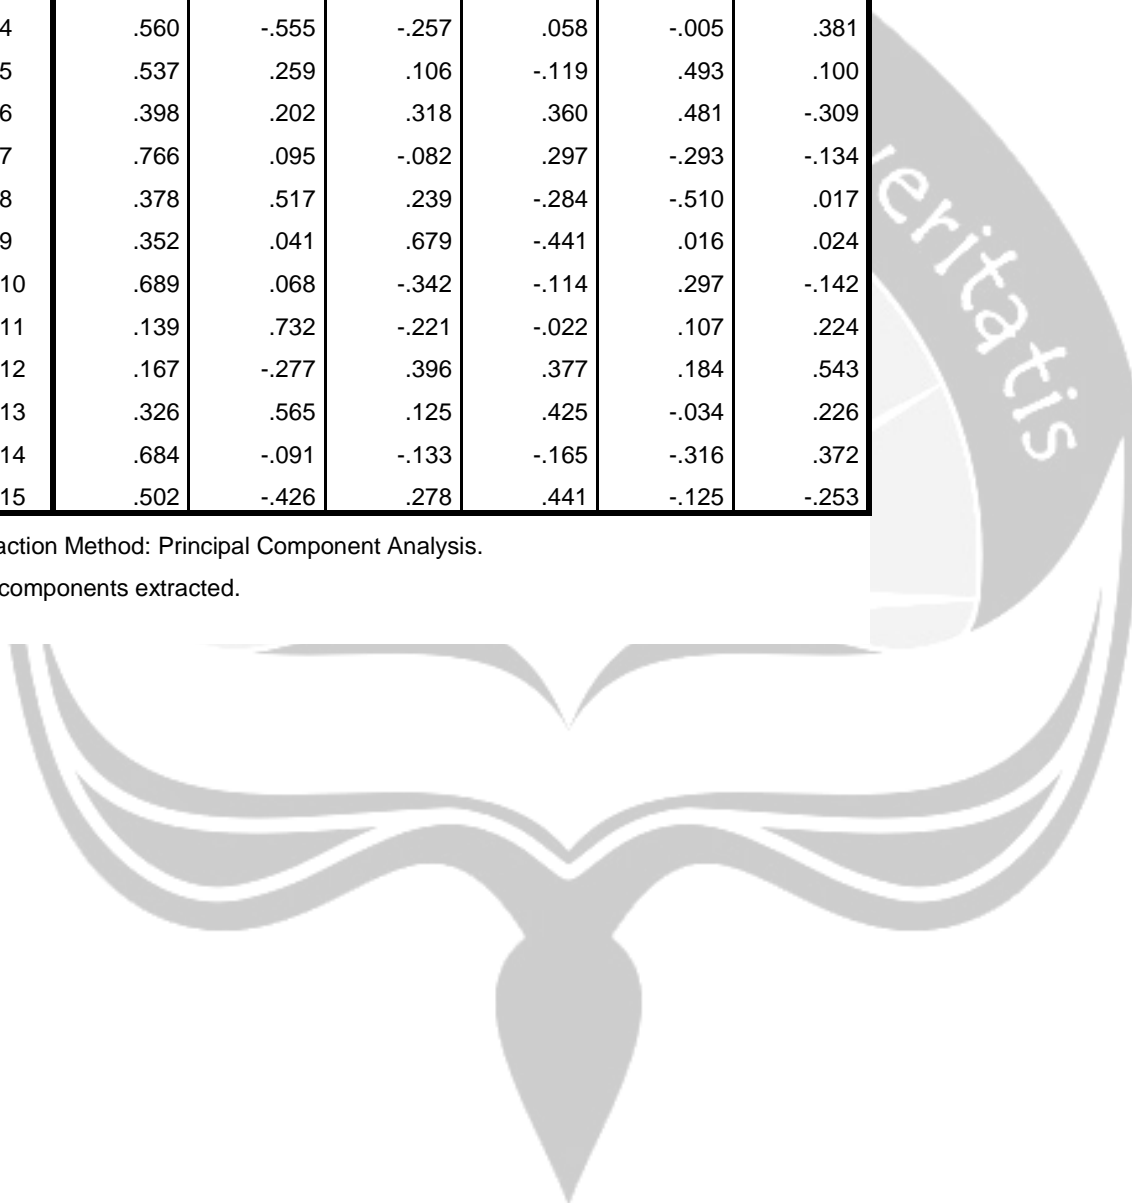 4 .560 -.555 -.257 .058 -.005 .381
5 .537 .259 .106 -.119 .493 .100
6 .398 .202 .318 .360 .481 -.309
7 .766 .095 -.082 .297 -.293 -.134
8 .378 .517 .239 -.284 -.510 .017
9 .352 .041 .679 -.441 .016 .024
10 .689 .068 -.342 -.114 .297 -.142
11 .139 .732 -.221 -.022 .107 .224
12 .167 -.277 .396 .377 .184 .543
13 .326 .565 .125 .425 -.034 .226
14 .684 -.091 -.133 -.165 -.316 .372
15 .502 -.426 .278 .441 -.125 -.253
action Method: Principal Component Analysis.
components extracted.
veritatis